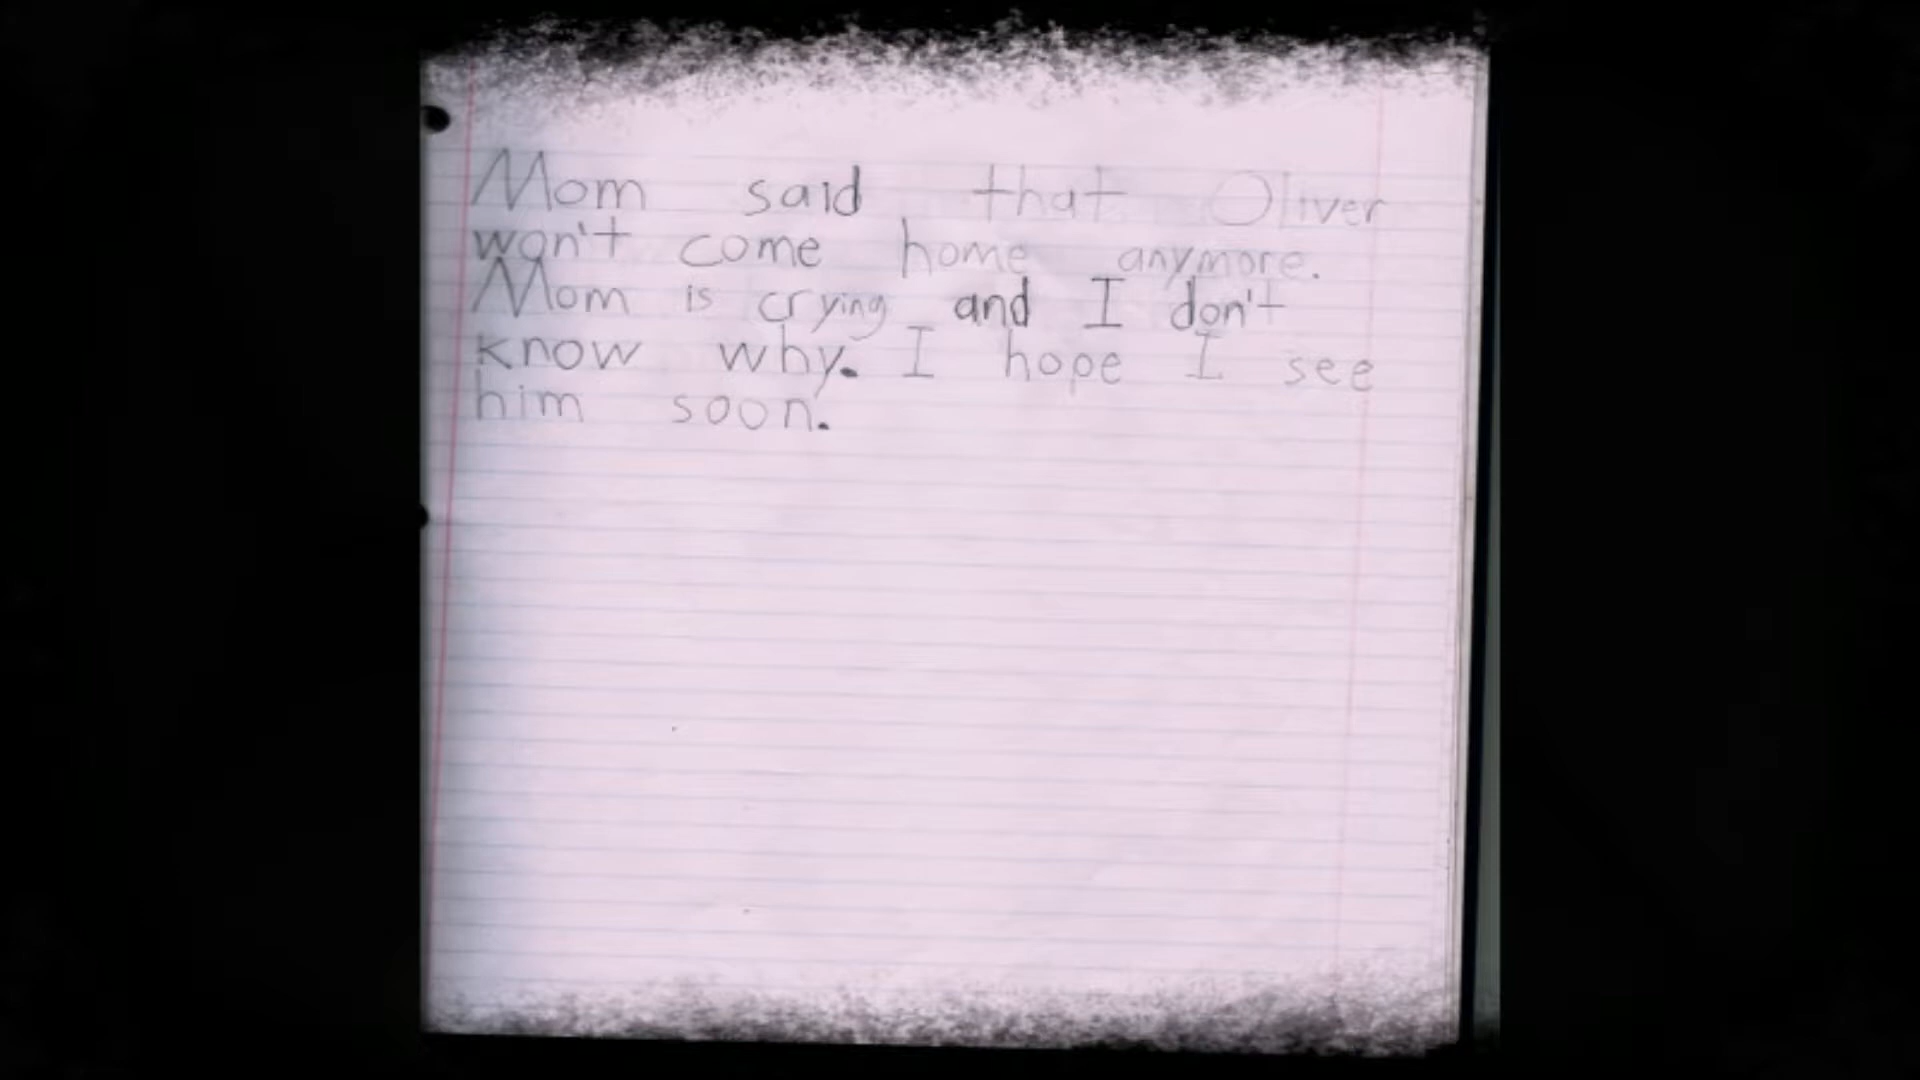 Mom said that Oliver
won't come home anymore.
Mom is crying and I don't
know why. I hope I see
him soon.